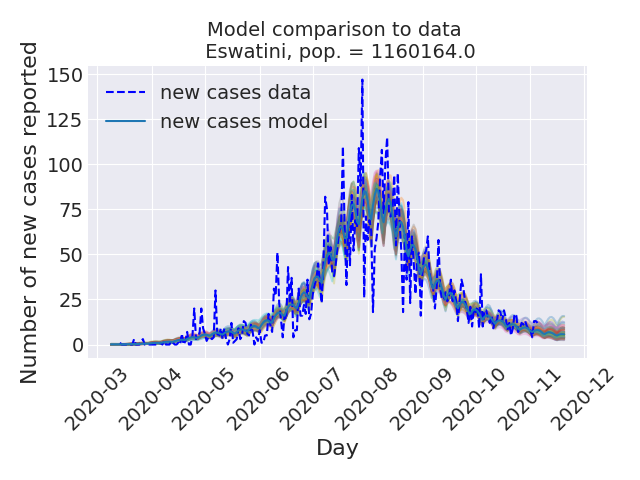 Model comparison to data
Eswatini, pop. = 1160164.0
Number of new cases reported
150
125
100
75
50
25
0
new cases data
new cases model
2020-03
2020-04
2020-05
2020-06
2020-07
2020-08
2020-09
2020-10
2020-11
2020-12
Day